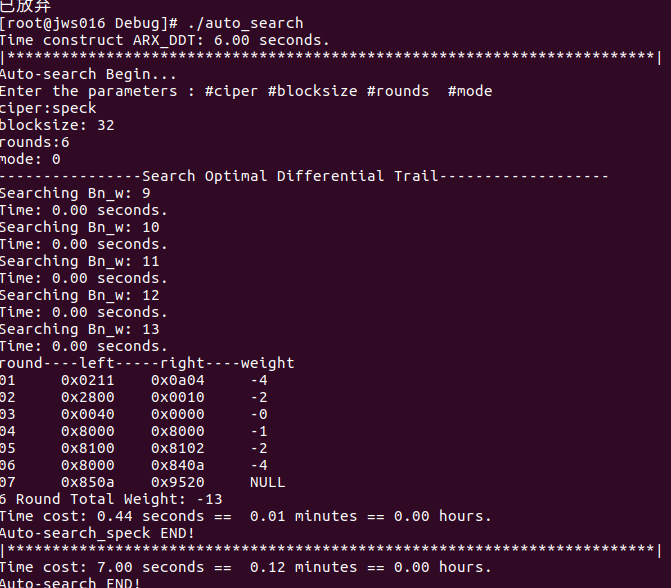 已放弃
[root@jws016 Debug]# ./auto_search
Time construct ARX_DDT: 6.00 seconds.
|************************************************************************|
Auto-search Begin...
Enter the parameters : #ciper #blocksize #rounds  #mode
ciper:speck
blocksize: 32
rounds:6
mode: 0
----------------Search Optimal Differential Trail-------------------
Searching Bn_w: 9
Time: 0.00 seconds.
Searching Bn_w: 10
Time: 0.00 seconds.
Searching Bn_w: 11
Time: 0.00 seconds.
Searching Bn_w: 12
Time: 0.00 seconds.
Searching Bn_w: 13
Time: 0.00 seconds.
round----left-----right----weight
01     0x0211    0x0a04     -4
02     0x2800    0x0010     -2
03     0x0040    0x0000     -0
04     0x8000    0x8000     -1
05     0x8100    0x8102     -2
06     0x8000    0x840a     -4
07     0x850a    0x9520     NULL
6 Round Total Weight: -13
Time cost: 0.44 seconds ==  0.01 minutes == 0.00 hours.
Auto-search_speck END!
|************************************************************************|
Time cost: 7.00 seconds ==  0.12 minutes == 0.00 hours.
Auto-search END!